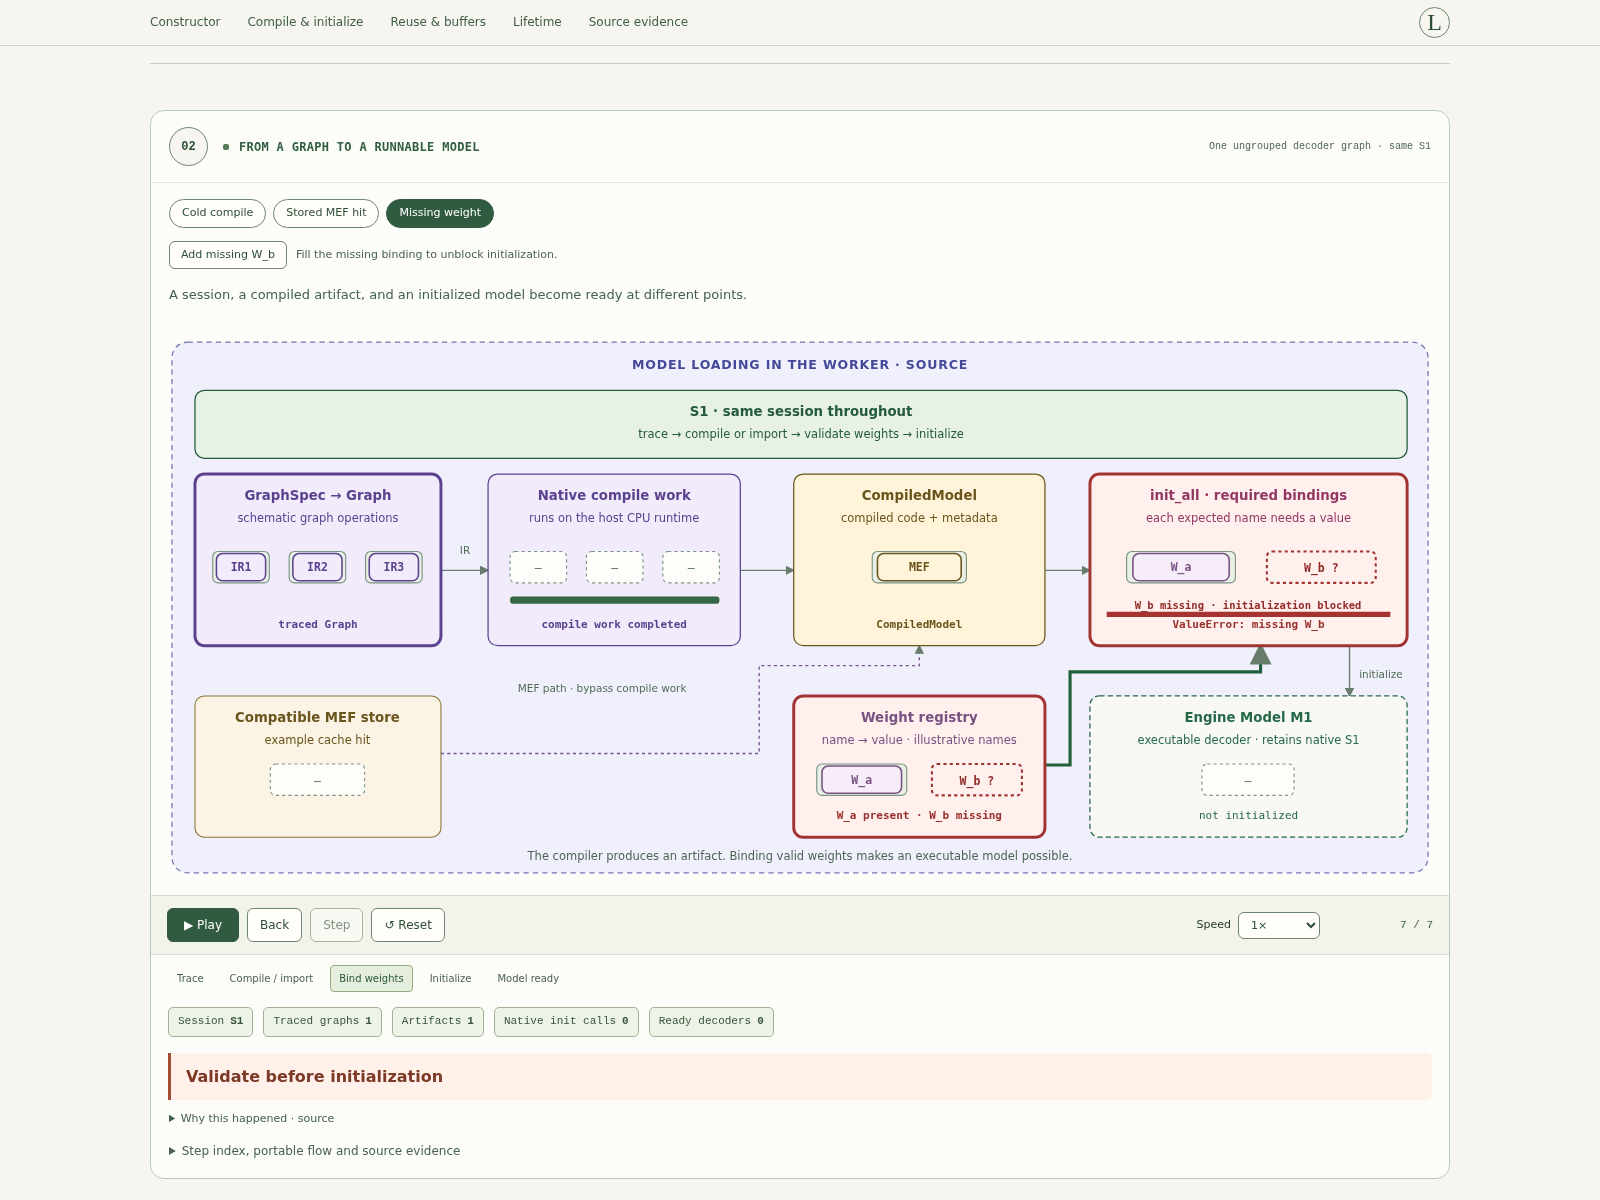 Constructor Compile & initialize Reuse & buffers Lifetime Source evidence L
02 FROM A GRAPH TO A RUNNABLE MODEL One ungrouped decoder graph · same S1
Cold compile Stored MEF hit Missing weight
Add missing W_b Fill the missing binding to unblock initialization.
A session, a compiled artifact, and an initialized model become ready at different points.
MODEL LOADING IN THE WORKER · SOURCE
S1 · same session throughout
trace → compile or import → validate weights → initialize
GraphSpec → Graph
schematic graph operations
IR1 IR2 IR3
traced Graph
IR
Native compile work
runs on the host CPU runtime
— — —
compile work completed
CompiledModel
compiled code + metadata
MEF
CompiledModel
init_all · required bindings
each expected name needs a value
W_a W_b ?
W_b missing · initialization blocked
ValueError: missing W_b
MEF path · bypass compile work
initialize
Compatible MEF store
example cache hit
—
Weight registry
name → value · illustrative names
W_a W_b ?
W_a present · W_b missing
Engine Model M1
executable decoder · retains native S1
—
not initialized
The compiler produces an artifact. Binding valid weights makes an executable model possible.
▶ Play Back Step ↺ Reset Speed 1× 7 / 7
Trace Compile / import Bind weights Initialize Model ready
Session S1 Traced graphs 1 Artifacts 1 Native init calls 0 Ready decoders 0
Validate before initialization
▶ Why this happened · source
▶ Step index, portable flow and source evidence